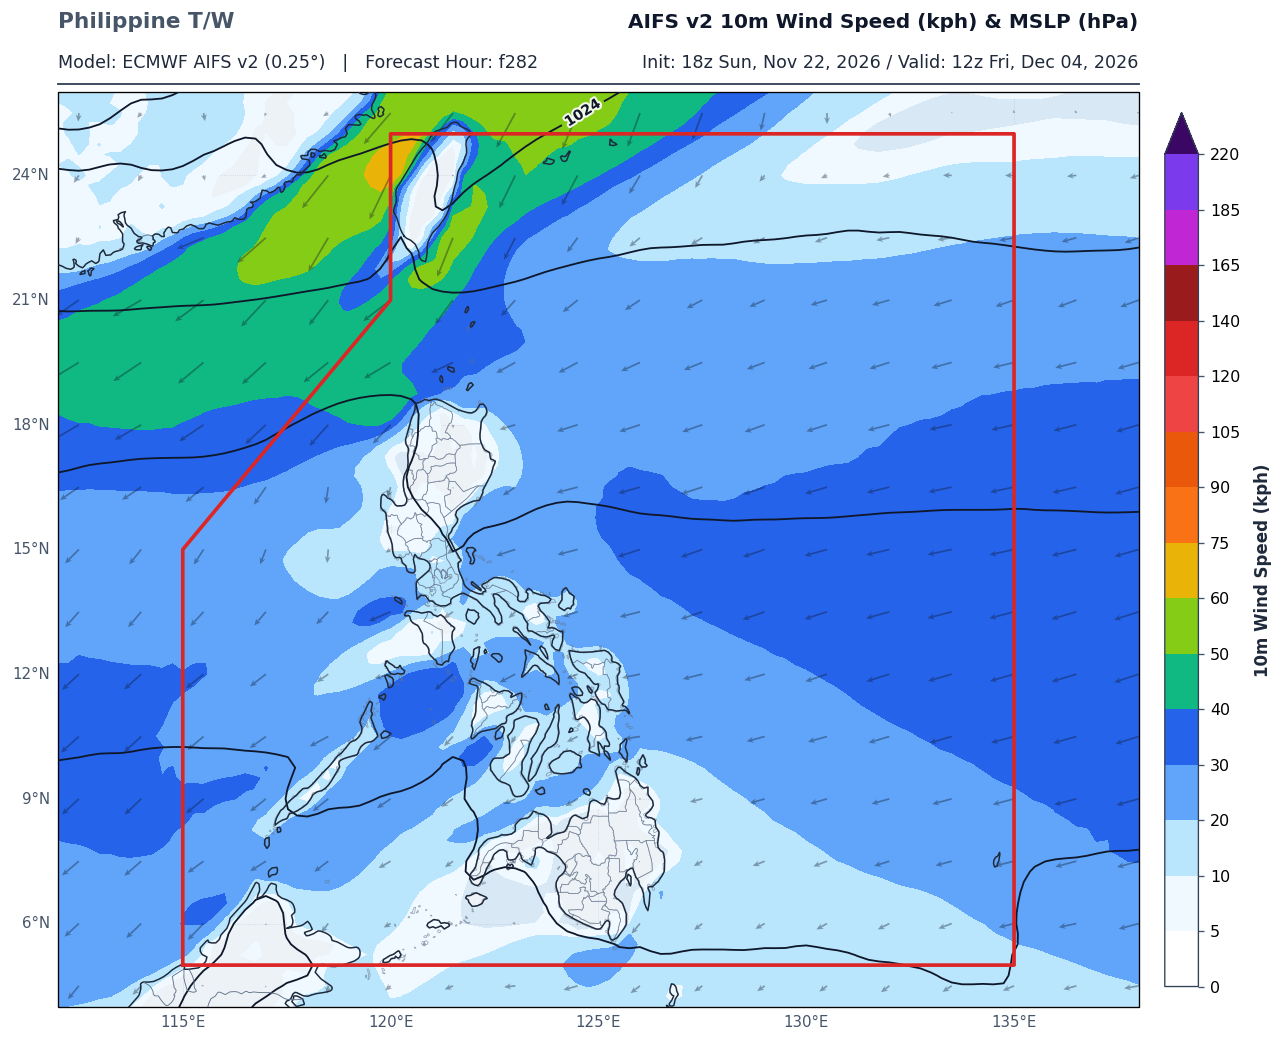 Philippine T/W
AIFS v2 10m Wind Speed (kph) & MSLP (hPa)
Model: ECMWF AIFS v2 (0.25°)   |   Forecast Hour: f282
Init: 18z Sun, Nov 22, 2026 / Valid: 12z Fri, Dec 04, 2026
1024
24°N
21°N
18°N
15°N
12°N
9°N
6°N
115°E
120°E
125°E
130°E
135°E
220
185
165
140
120
105
90
75
60
50
40
30
20
10
5
0
10m Wind Speed (kph)